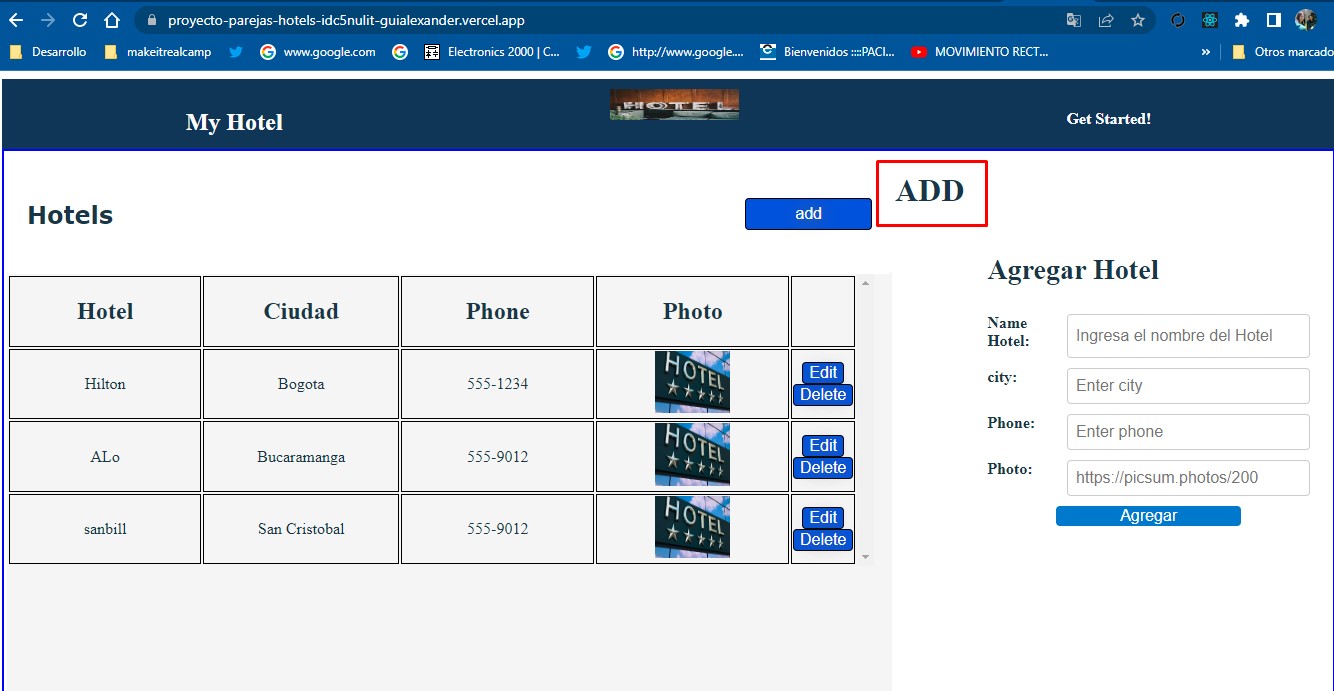 proyecto-parejas-hotels-idc5nulit-guialexander.vercel.app
Desarrollo makeitrealcamp www.google.com Electronics 2000 | C... http://www.google.... Bienvenidos ::::PACI... MOVIMIENTO RECT... » Otros marcado
My Hotel HOTEL Get Started!
ADD
Hotels add
Agregar Hotel
Hotel Ciudad Phone Photo
Name Hotel: Ingresa el nombre del Hotel
Hilton Bogota 555-1234 HOTEL Edit Delete
city: Enter city
Phone: Enter phone
ALo Bucaramanga 555-9012 HOTEL Edit Delete
Photo: https://picsum.photos/200
Agregar
sanbill San Cristobal 555-9012 HOTEL Edit Delete